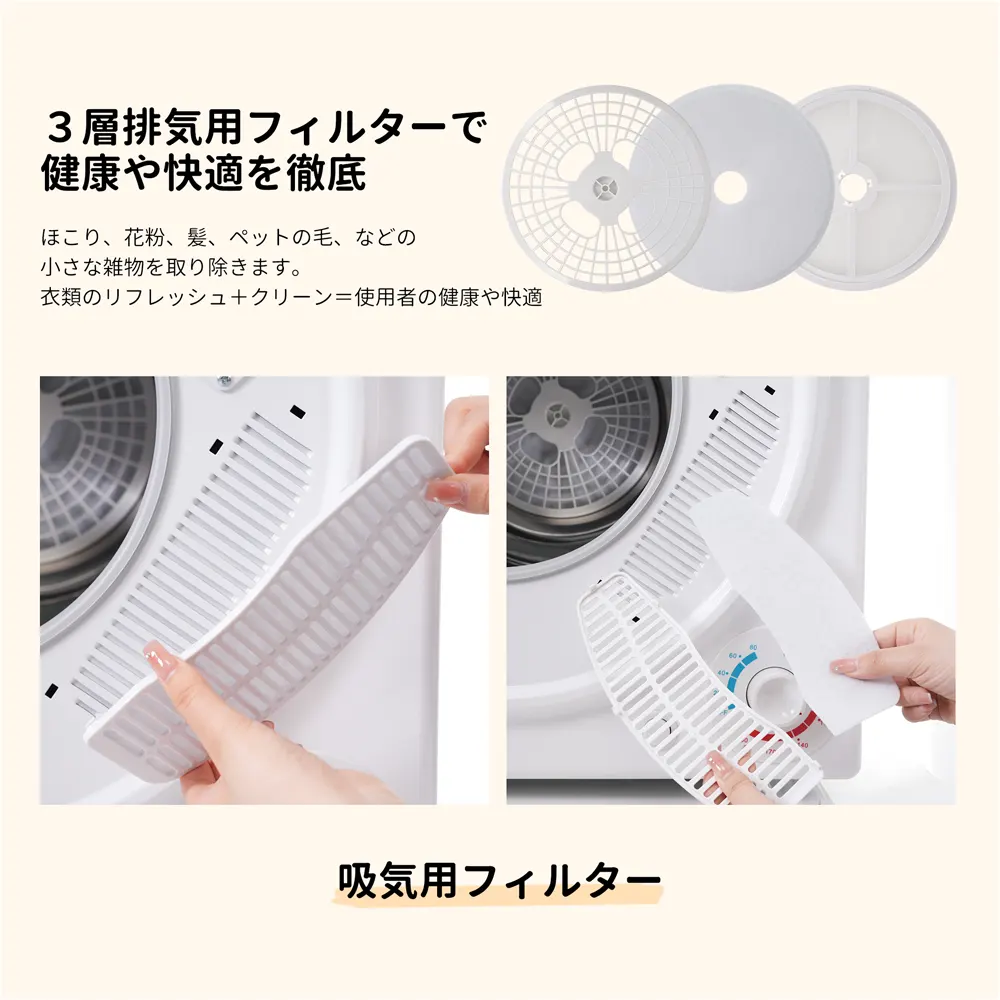 ３層排気用フィルターで
健康や快適を徹底
ほこり、花粉、髪、ペットの毛、などの
小さな雑物を取り除きます。
衣類のリフレッシュ＋クリーン＝使用者の健康や快適
60
80
40
吸気用フィルター